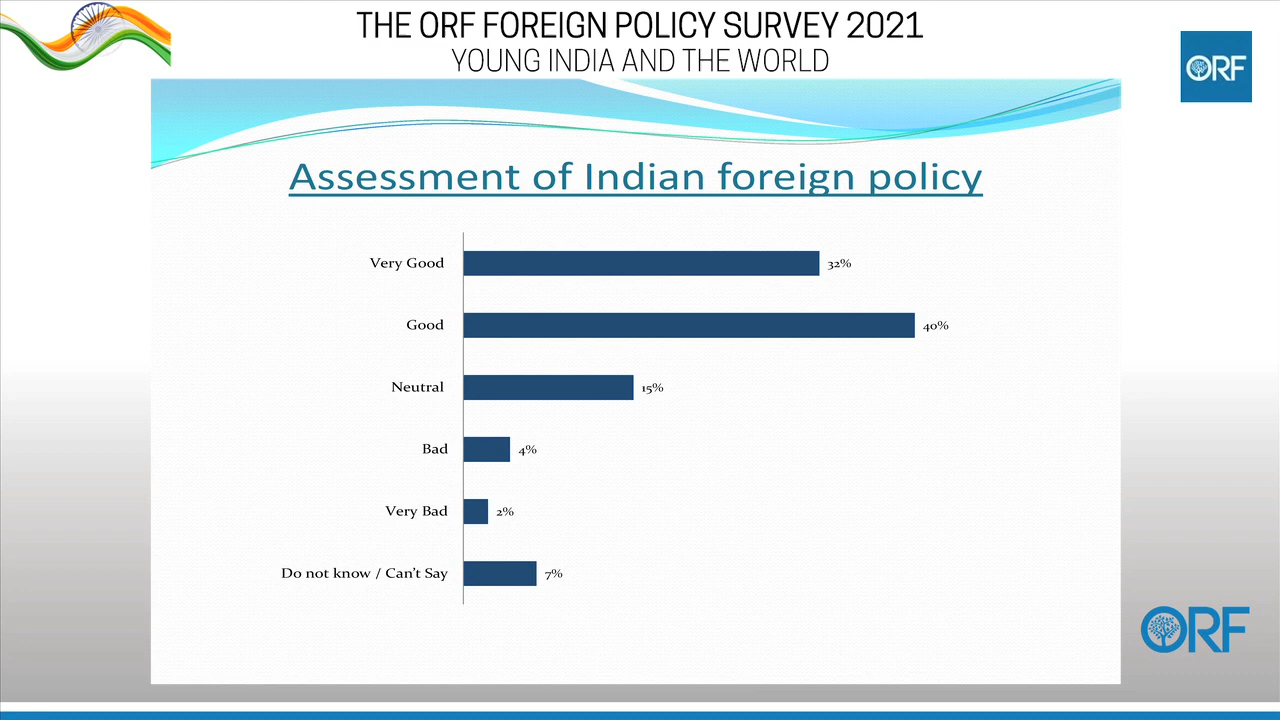 THE ORF FOREIGN POLICY SURVEY 2021
YOUNG INDIA AND THE WORLD
ORF
Assessment of Indian foreign policy
Very Good 32%
Good 40%
Neutral 15%
Bad 4%
Very Bad 2%
Do not know / Can’t Say 7%
ORF